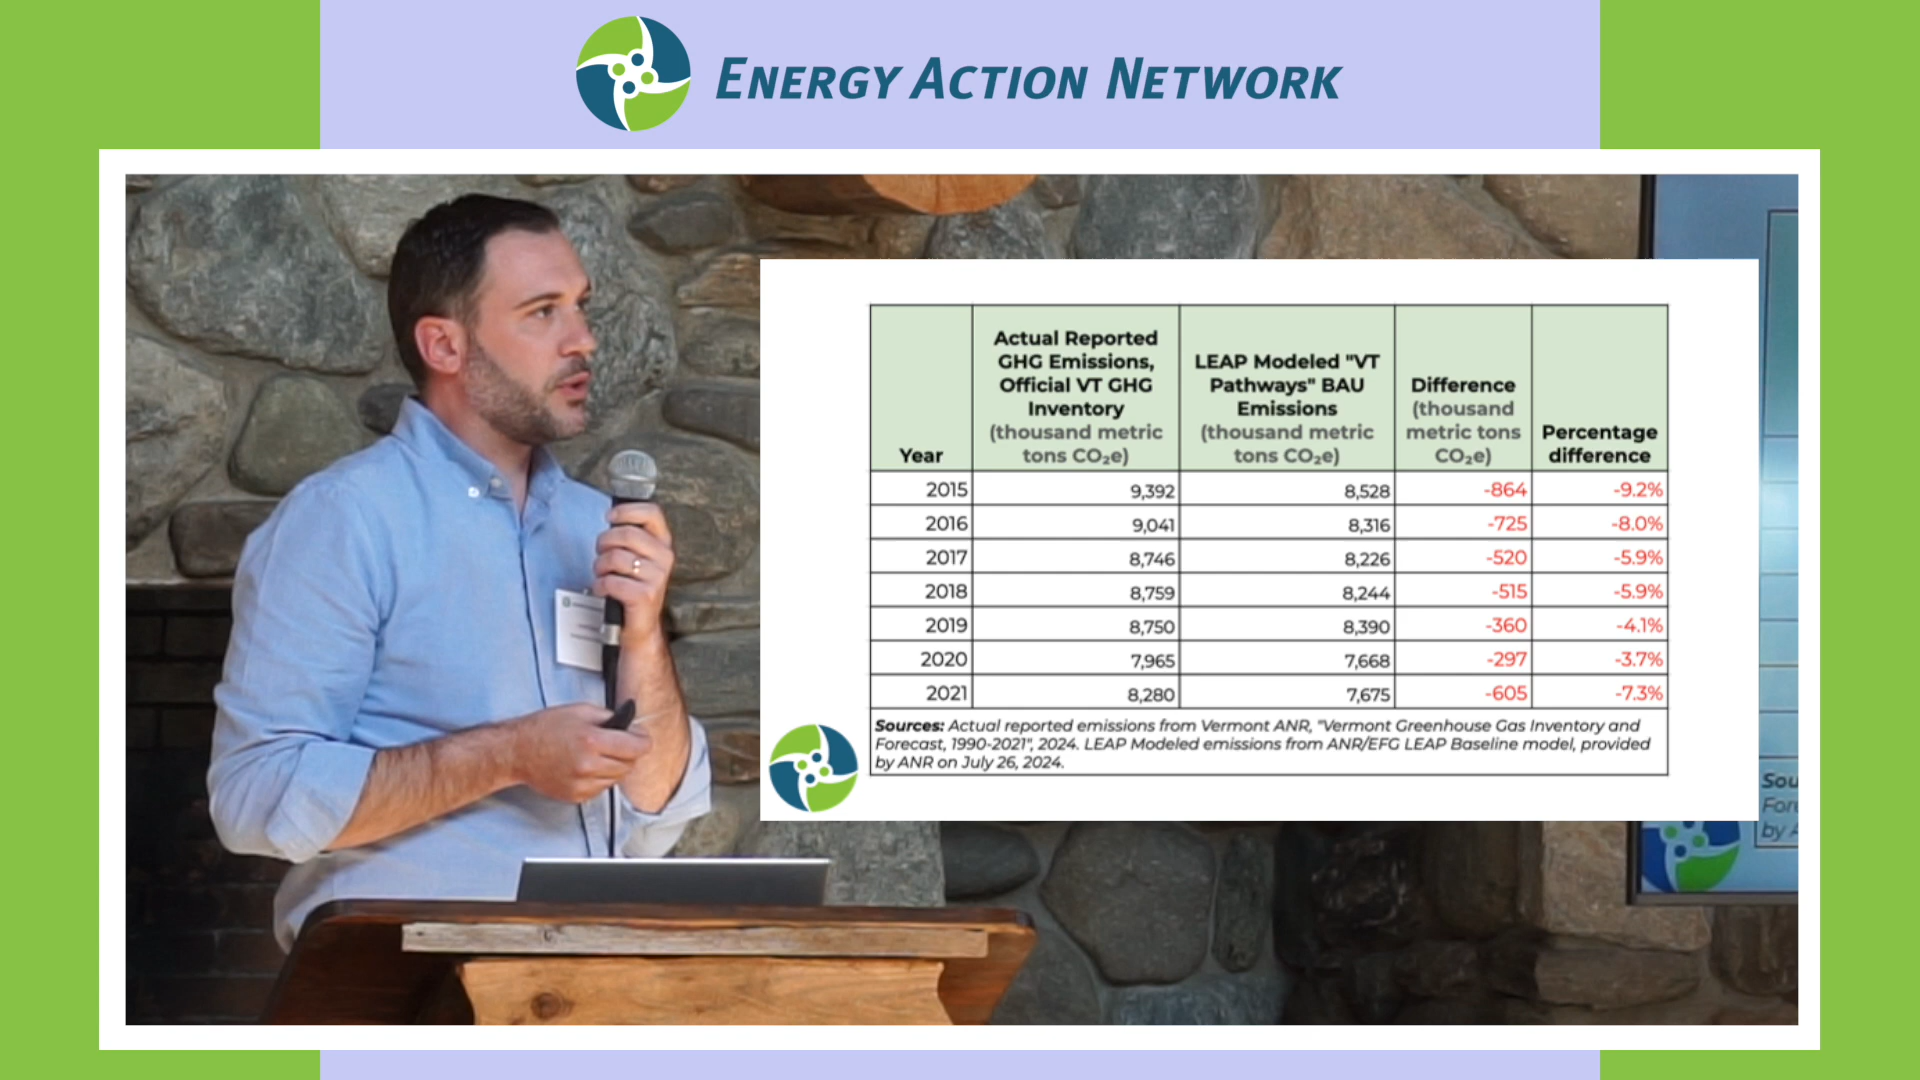 ENERGY ACTION NETWORK
Actual Reported
GHG Emissions,
Official VT GHG
Inventory
(thousand metric
tons CO₂e)
LEAP Modeled "VT
Pathways" BAU
Emissions
(thousand metric
tons CO₂e)
Difference
(thousand
metric tons
CO₂e)
Percentage
difference
Year
2015 9,392 8,528 -864 -9.2%
2016 9,041 8,316 -725 -8.0%
2017 8,746 8,226 -520 -5.9%
2018 8,759 8,244 -515 -5.9%
2019 8,750 8,390 -360 -4.1%
2020 7,965 7,668 -297 -3.7%
2021 8,280 7,675 -605 -7.3%
Sources: Actual reported emissions from Vermont ANR, "Vermont Greenhouse Gas Inventory and
Forecast, 1990-2021", 2024. LEAP Modeled emissions from ANR/EFG LEAP Baseline model, provided
by ANR on July 26, 2024.
Sou
For
by A